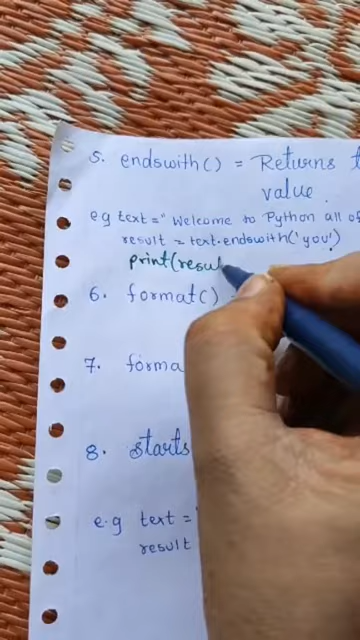 5. endswith() = Returns
value.
eg text=" Welcome to Python all of
result = text.endswith('you')
print(resul
6. format()
7. forma
8. starts
e.g text = "
result